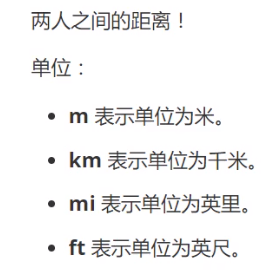 两人之间的距离！
单位：
• m 表示单位为米。
• km 表示单位为千米。
• mi 表示单位为英里。
• ft 表示单位为英尺。